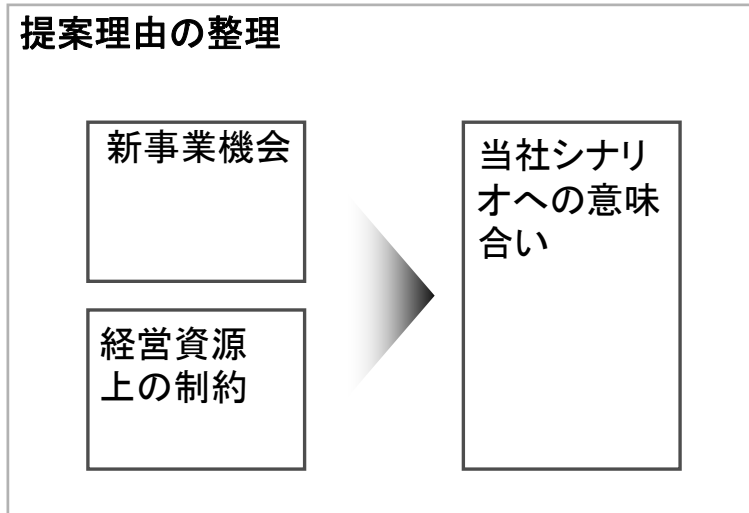 提案理由の整理
新事業機会
経営資源
上の制約
当社シナリ
オへの意味
合い